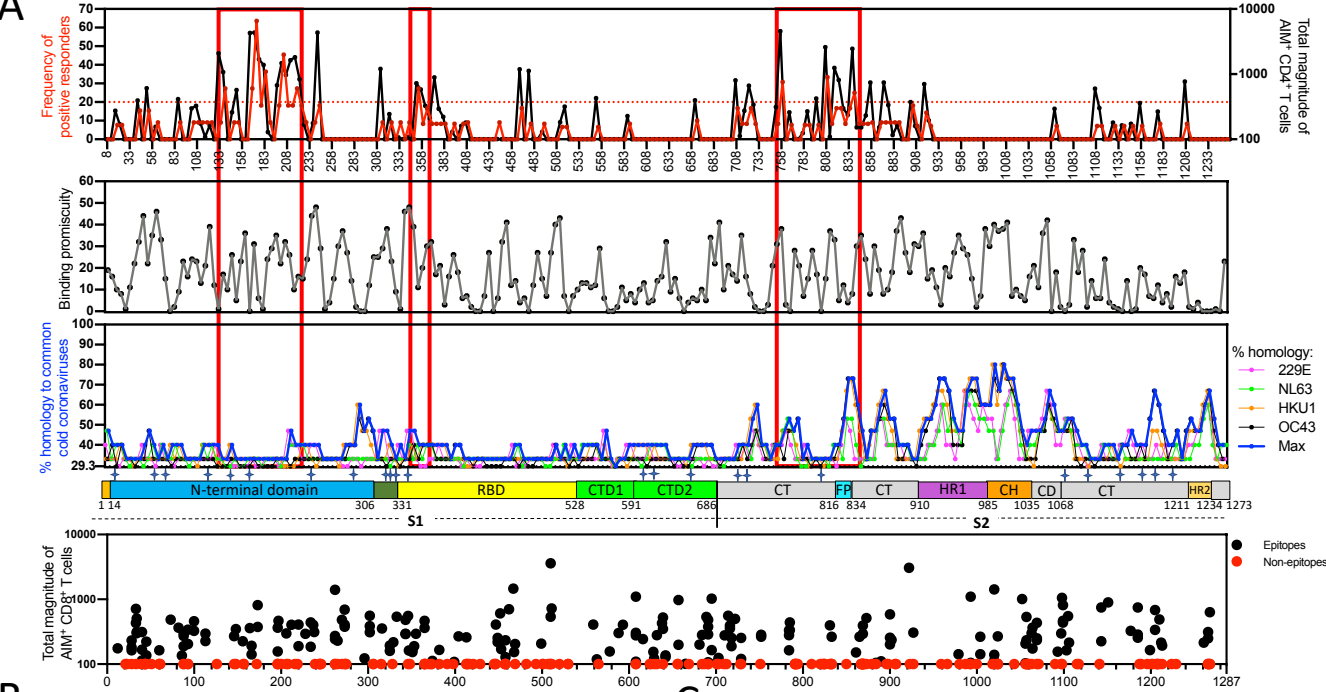 A
Frequency of
positive responders
70
60
50
40
30
20
10
0
10000
1000
100
Total magnitude of
AIM+ CD4+ T cells
8 33 58 83 108 133 158 183 208 233 258 283 308 333 358 383 408 433 458 483 508 533 558 583 608 633 658 683 708 733 758 783 808 833 858 883 908 933 958 983 1008 1033 1058 1083 1108 1133 1158 1183 1208 1233
Binding promiscuity
60
50
40
30
20
10
0
% homology to common
cold coronaviruses
100
90
80
70
60
50
40
29.3
% homology:
229E
NL63
HKU1
OC43
Max
N-terminal domain RBD CTD1 CTD2 CT FP CT HR1 CH CD CT HR2
1 14 306 331 528 591 686 816 834 910 985 1035 1068 1211 1234 1273
S1 S2
Total magnitude of
AIM+ CD8+ T cells
10000
1000
100
Epitopes
Non-epitopes
0 100 200 300 400 500 600 700 800 900 1000 1100 1200 1287